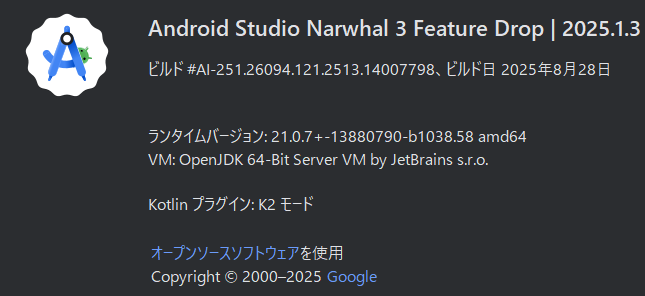 Android Studio Narwhal 3 Feature Drop | 2025.1.3
ビルド #AI-251.26094.121.2513.14007798、ビルド日 2025年8月28日
ランタイムバージョン: 21.0.7+-13880790-b1038.58 amd64
VM: OpenJDK 64-Bit Server VM by JetBrains s.r.o.
Kotlin プラグイン: K2 モード
オープンソースソフトウェアを使用
Copyright © 2000–2025 Google